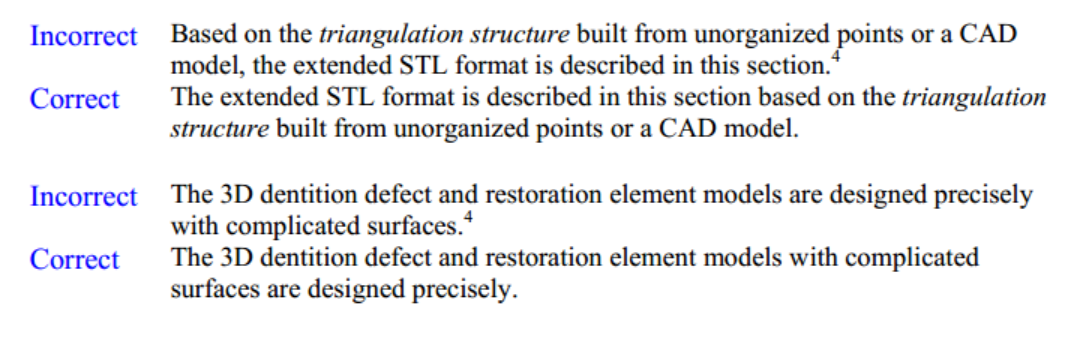 Incorrect Based on the triangulation structure built from unorganized points or a CAD
model, the extended STL format is described in this section.4
Correct The extended STL format is described in this section based on the triangulation
structure built from unorganized points or a CAD model.
Incorrect The 3D dentition defect and restoration element models are designed precisely
with complicated surfaces.4
Correct The 3D dentition defect and restoration element models with complicated
surfaces are designed precisely.